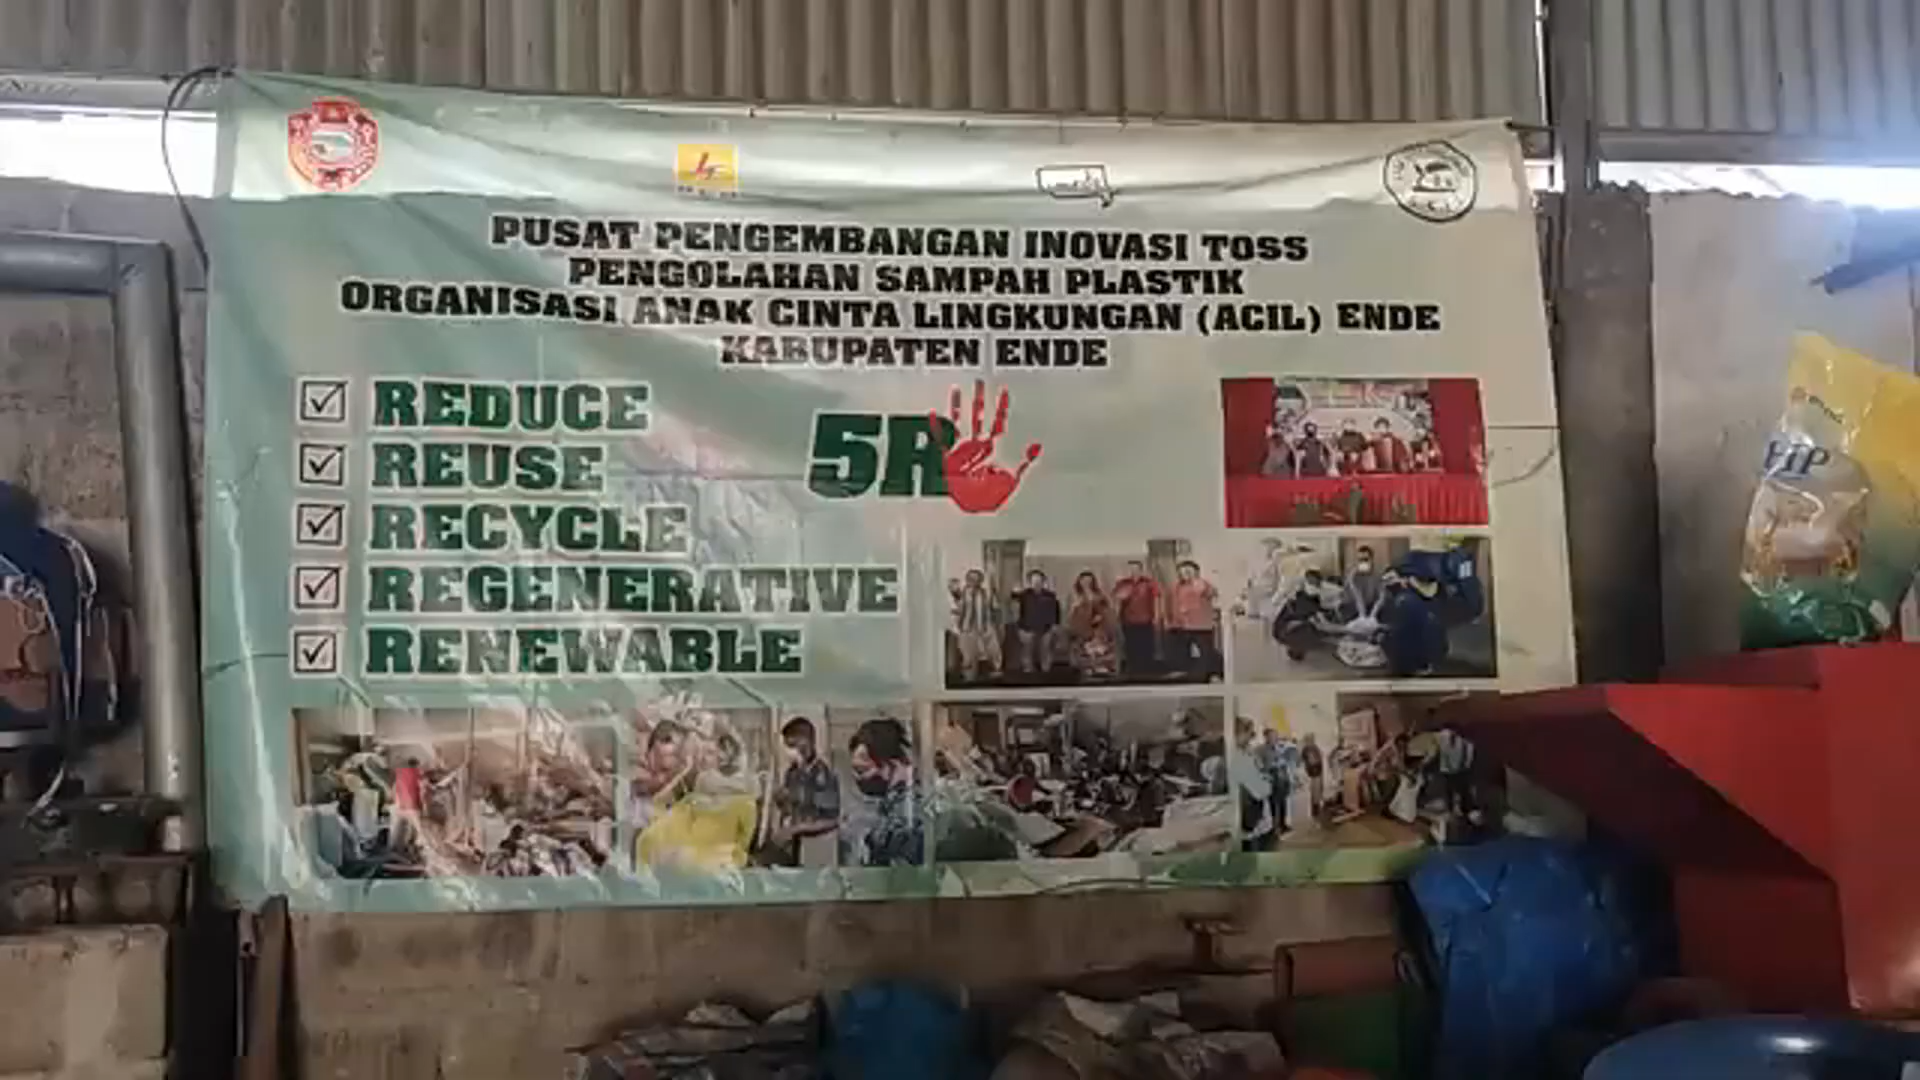 PUSAT PENGEMBANGAN INOVASI TOSS
PENGOLAHAN SAMPAH PLASTIK
ORGANISASI ANAK CINTA LINGKUNGAN (ACIL) ENDE
KABUPATEN ENDE
REDUCE
REUSE
RECYCLE
REGENERATIVE
RENEWABLE
5R